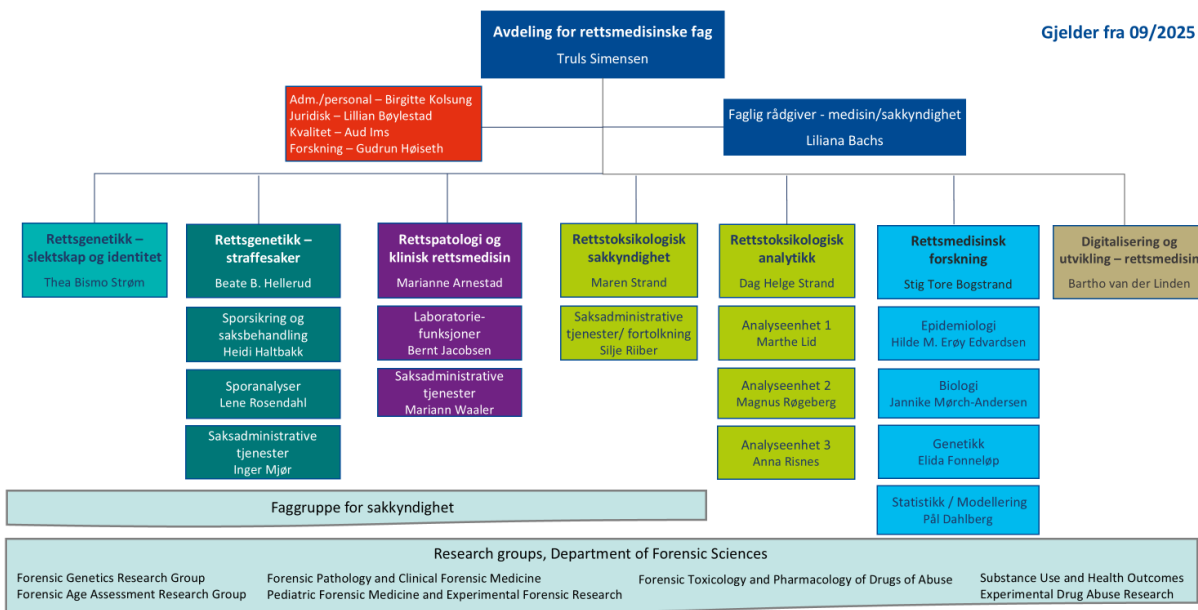 Avdeling for rettsmedisinske fag
Truls Simensen
Gjelder fra 09/2025
Adm./personal – Birgitte Kolsung
Juridisk – Lillian Bøylestad
Kvalitet – Aud Ims
Forskning – Gudrun Høiseth
Faglig rådgiver - medisin/sakkyndighet
Liliana Bachs
Rettsgenetikk –
slektskap og identitet
Thea Bismo Strøm
Rettsgenetikk –
straffesaker
Beate B. Hellerud
Sporsikring og
saksbehandling
Heidi Haltbakk
Sporanalyser
Lene Rosendahl
Saksadministrative
tjenester
Inger Mjør
Rettspatologi og
klinisk rettsmedisin
Marianne Arnestad
Laboratorie-
funksjoner
Bernt Jacobsen
Saksadministrative
tjenester
Mariann Waaler
Rettstoksikologisk
sakkyndighet
Maren Strand
Saksadministrative
tjenester/ fortolkning
Silje Riiber
Rettstoksikologisk
analytikk
Dag Helge Strand
Analyseenhet 1
Marthe Lid
Analyseenhet 2
Magnus Røgeberg
Analyseenhet 3
Anna Risnes
Rettsmedisinsk
forskning
Stig Tore Bogstrand
Epidemiologi
Hilde M. Erøy Edvardsen
Biologi
Jannike Mørch-Andersen
Genetikk
Elida Fonneløp
Statistikk / Modellering
Pål Dahlberg
Digitalisering og
utvikling – rettsmedisin
Bartho van der Linden
Faggruppe for sakkyndighet
Research groups, Department of Forensic Sciences
Forensic Genetics Research Group
Forensic Age Assessment Research Group
Forensic Pathology and Clinical Forensic Medicine
Pediatric Forensic Medicine and Experimental Forensic Research
Forensic Toxicology and Pharmacology of Drugs of Abuse
Substance Use and Health Outcomes
Experimental Drug Abuse Research